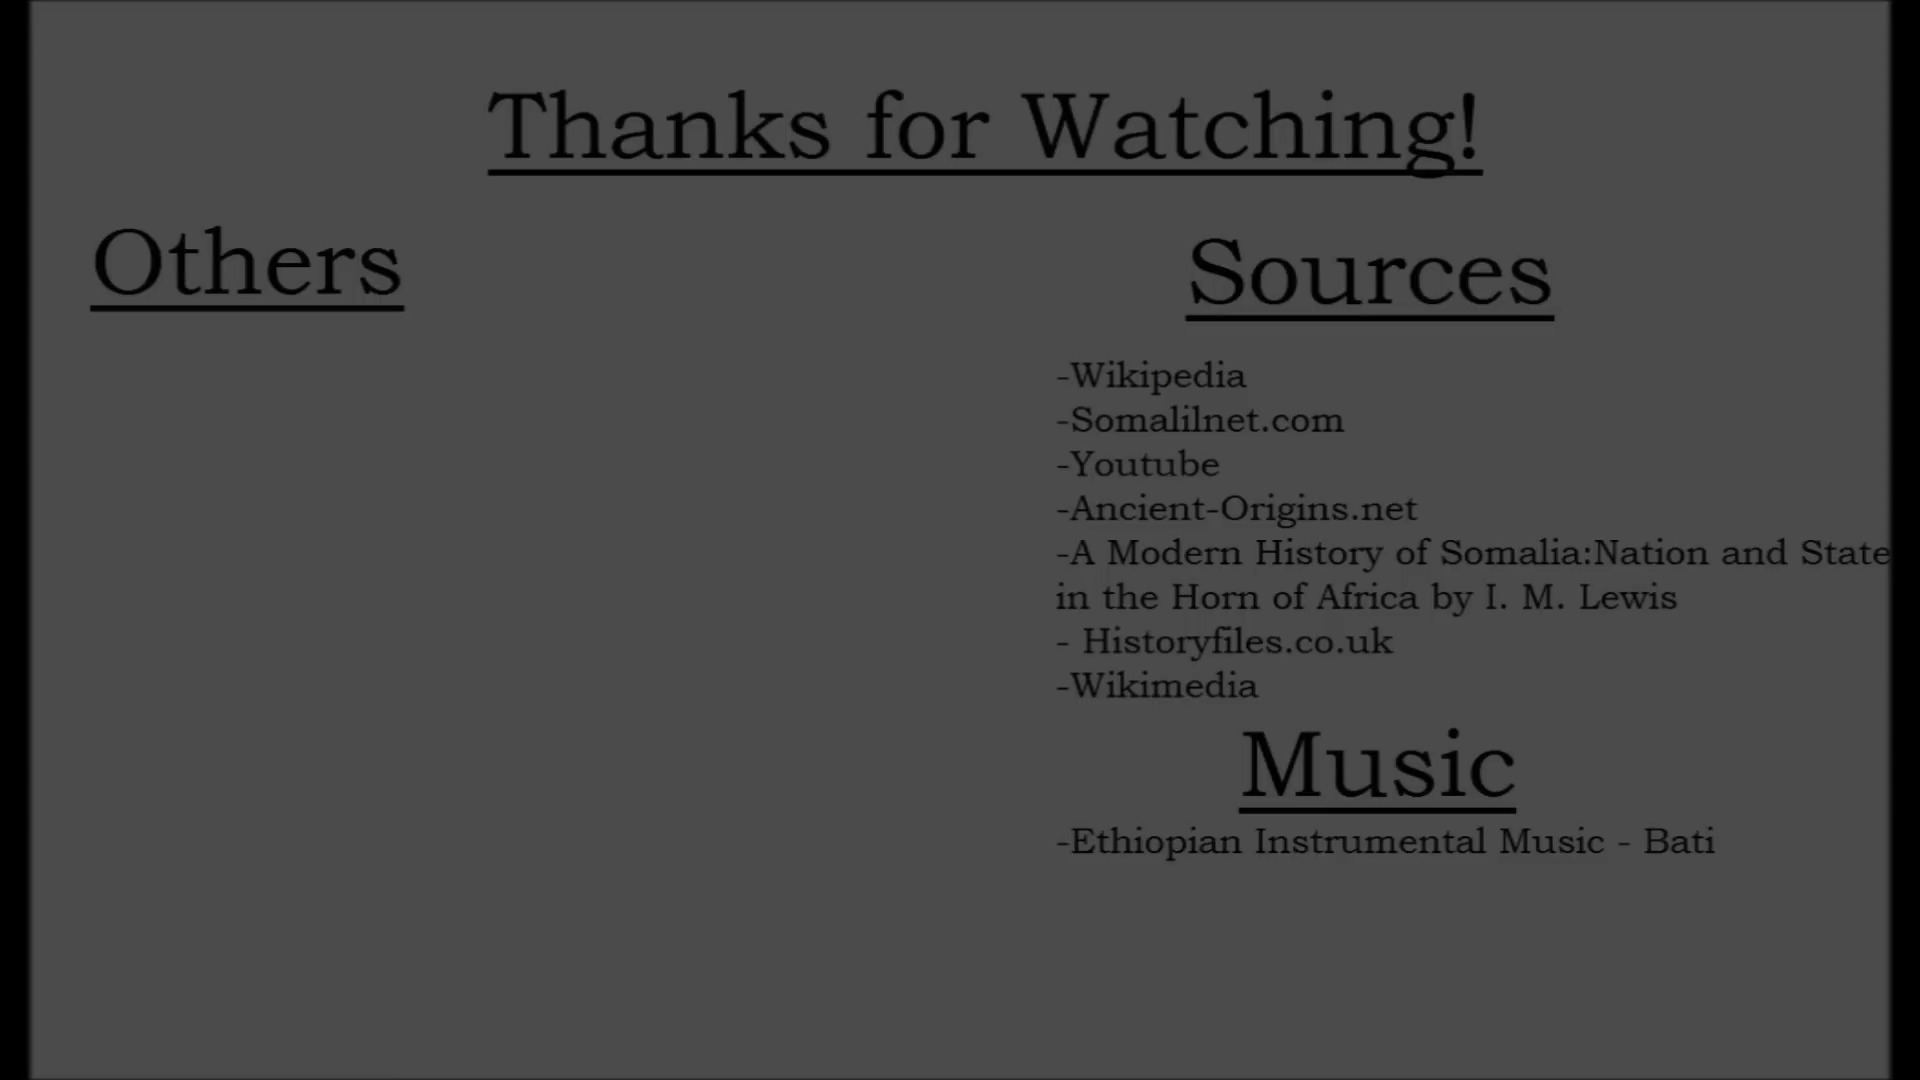 Thanks for Watching!
Others
Sources
-Wikipedia
-Somalilnet.com
-Youtube
-Ancient-Origins.net
-A Modern History of Somalia:Nation and State
in the Horn of Africa by I. M. Lewis
- Historyfiles.co.uk
-Wikimedia
Music
-Ethiopian Instrumental Music - Bati